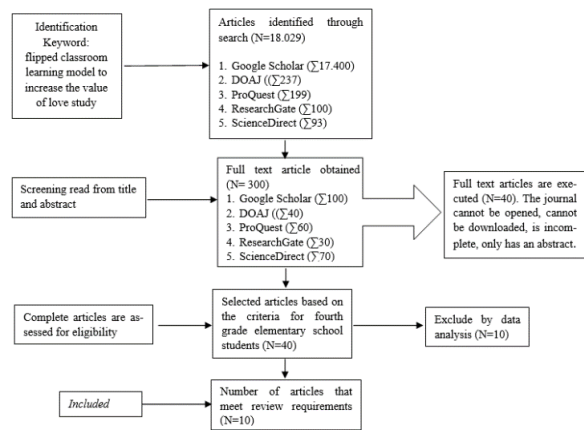 Identification
Keyword:
flipped classroom
learning model to
increase the value
of love study
Articles identified through
search (N=18.029)
1. Google Scholar (∑17.400)
2. DOAJ ((∑237)
3. ProQuest (∑199)
4. ResearchGate (∑100)
5. ScienceDirect (∑93)
Screening read from title
and abstract
Full text article obtained
(N= 300)
1. Google Scholar (∑100)
2. DOAJ ((∑40)
3. ProQuest (∑60)
4. ResearchGate (∑30)
5. ScienceDirect (∑70)
Full text articles are exe-
cuted (N=40). The journal
cannot be opened, cannot
be downloaded, is incom-
plete, only has an abstract.
Complete articles are as-
sessed for eligibility
Selected articles based on
the criteria for fourth
grade elementary school
students (N=40)
Exclude by data
analysis (N=10)
Included
Number of articles that
meet review requirements
(N=10)